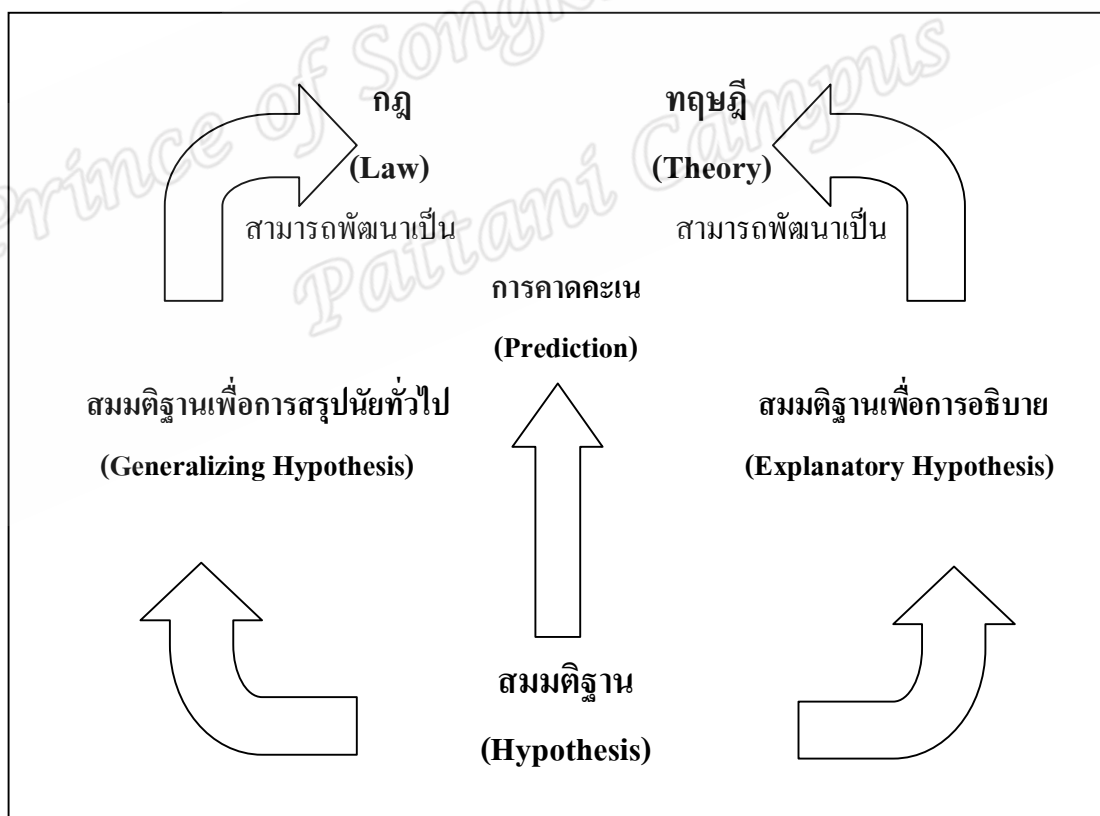 Prince of Songkla
Pattani Campus
กฎ
(Law)
ทฤษฎี
(Theory)
สามารถพัฒนาเป็น
สามารถพัฒนาเป็น
การคาดคะเน
(Prediction)
สมมติฐานเพื่อการสรุปนัยทั่วไป
(Generalizing Hypothesis)
สมมติฐานเพื่อการอธิบาย
(Explanatory Hypothesis)
สมมติฐาน
(Hypothesis)